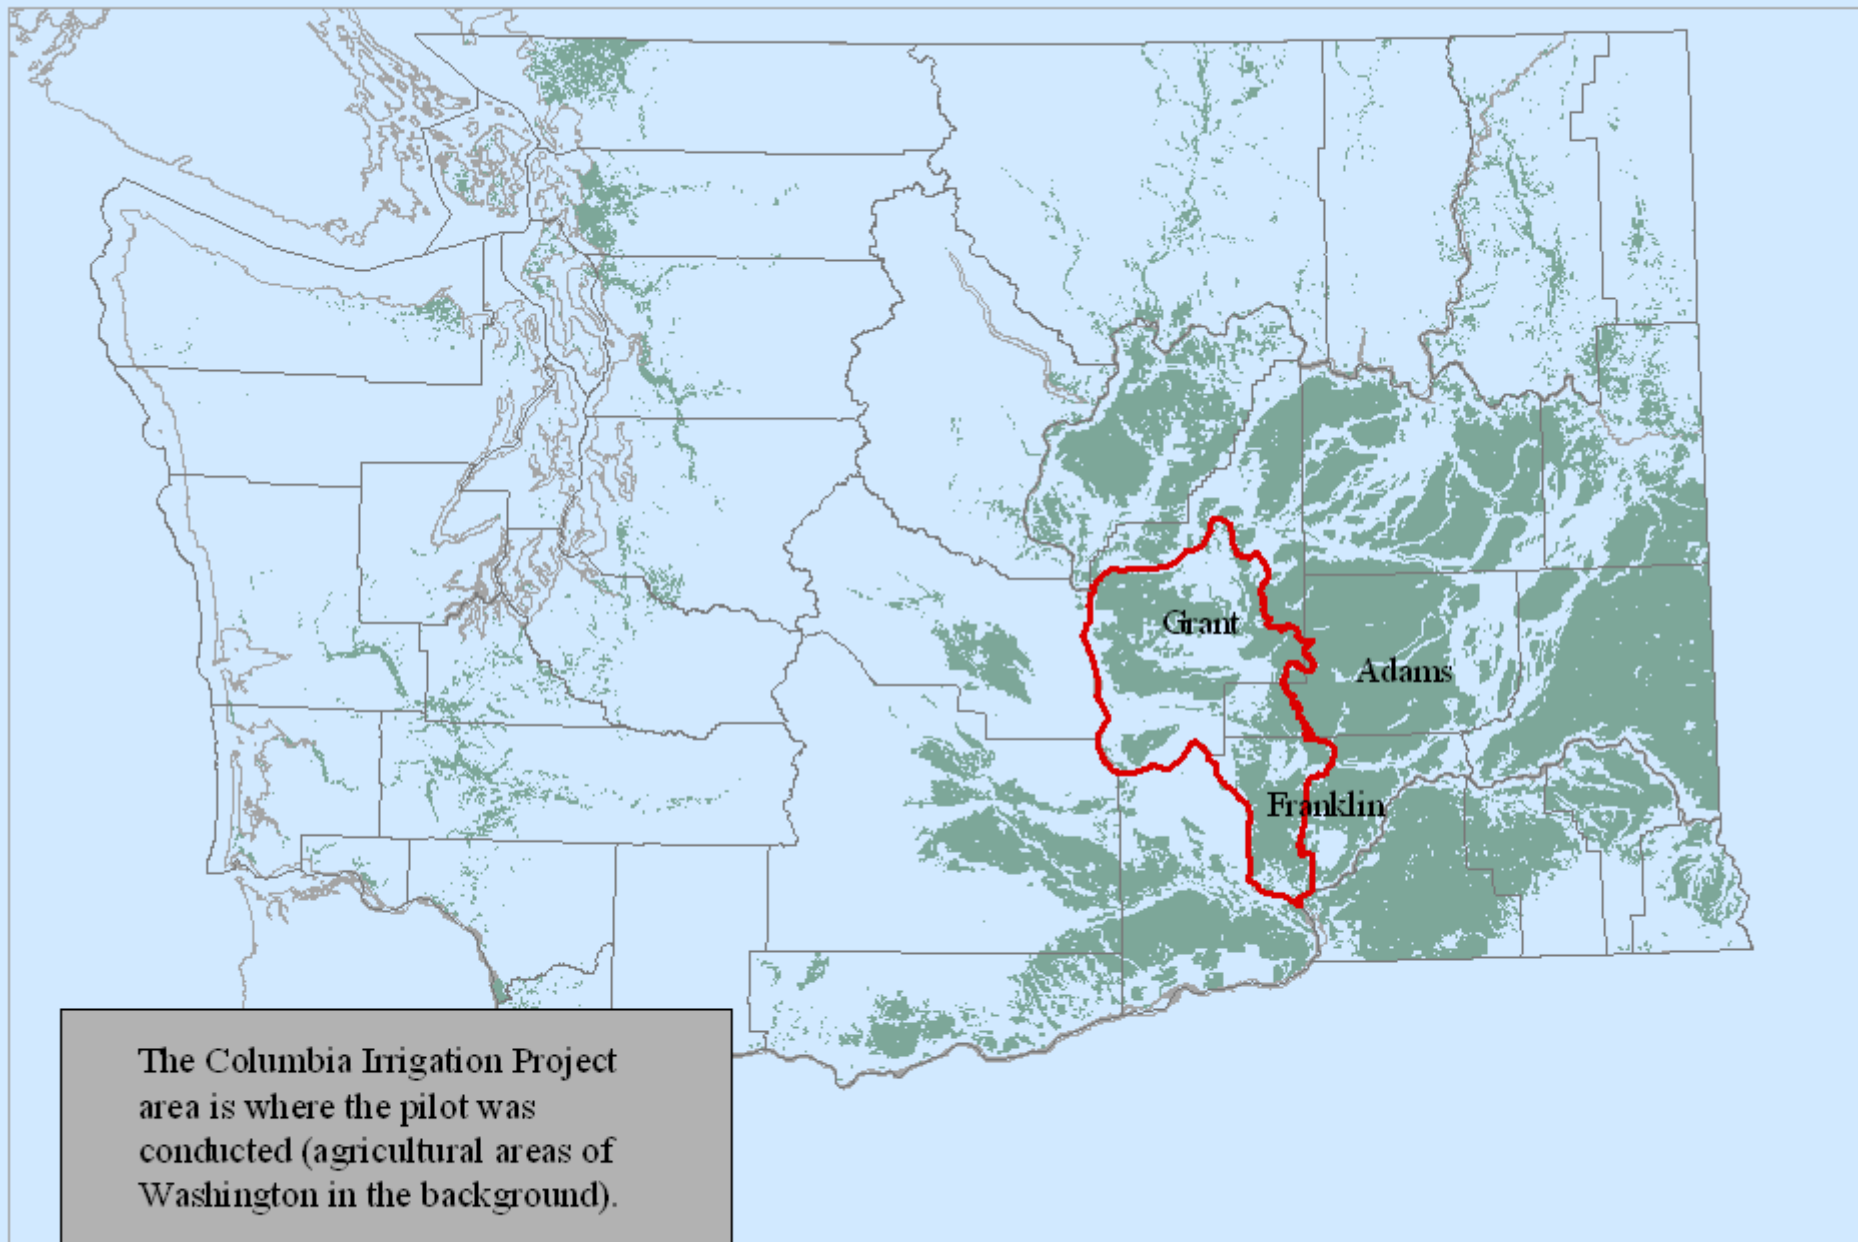 Grant
Adams
Franklin
The Columbia Irrigation Project
area is where the pilot was
conducted (agricultural areas of
Washington in the background).